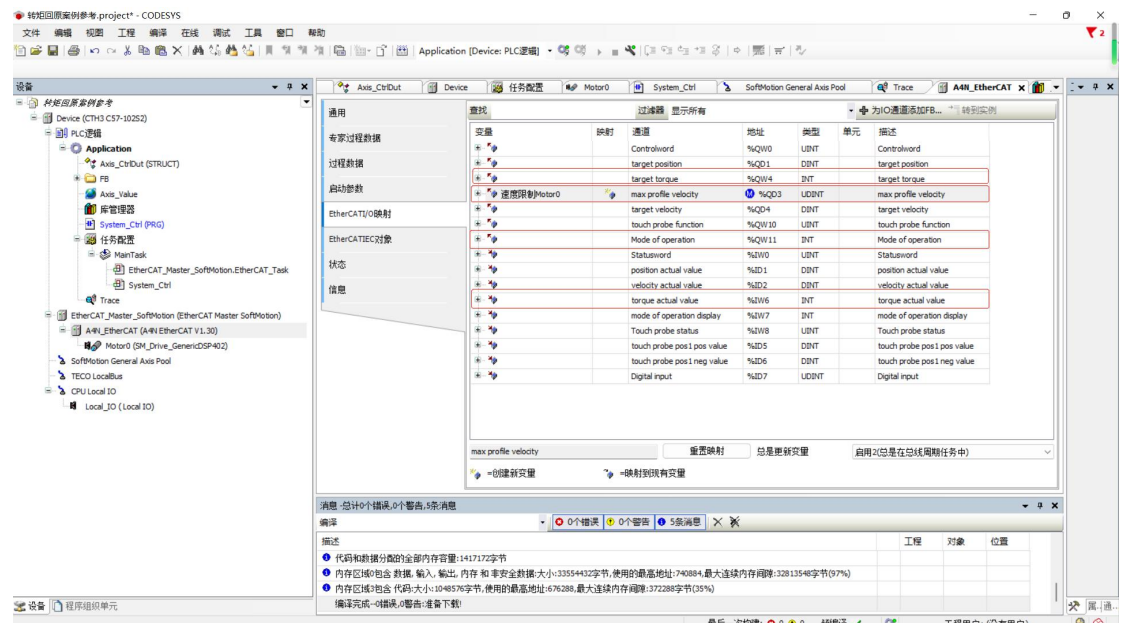 转矩回原案例参考.project* - CODESYS
文件 编辑 视图 工程 编译 在线 调试 工具 窗口 帮助
2
Application [Device: PLC逻辑]
设备
转矩回原案例参考
Device (CTH3 C57-102S2)
PLC逻辑
Application
Axis_CtrlDut (STRUCT)
FB
Axis_Value
库管理器
System_Ctrl (PRG)
任务配置
MainTask
EtherCAT_Master_SoftMotion.EtherCAT_Task
System_Ctrl
Trace
EtherCAT_Master_SoftMotion (EtherCAT Master SoftMotion)
A4N_EtherCAT (A4N EtherCAT V1.30)
Motor0 (SM_Drive_GenericDSP402)
SoftMotion General Axis Pool
TECO LocalBus
CPU Local IO
Local_IO (Local IO)
设备 程序组织单元
Axis_CtrlDut Device 任务配置 Motor0 System_Ctrl SoftMotion General Axis Pool Trace A4N_EtherCAT
通用
专家过程数据
过程数据
启动参数
EtherCATI/O映射
EtherCATIEC对象
状态
信息
查找 过滤器 显示所有 为IO通道添加FB... 转到实例
变量 映射 通道 地址 类型 单元 描述
Controlword %QW0 UINT Controlword
target position %QD1 DINT target position
target torque %QW4 INT target torque
速度限制Motor0 max profile velocity %QD3 UDINT max profile velocity
target velocity %QD4 DINT target velocity
touch probe function %QW10 UINT touch probe function
Mode of operation %QW11 INT Mode of operation
Statusword %IW0 UINT Statusword
position actual value %ID1 DINT position actual value
velocity actual value %ID2 DINT velocity actual value
torque actual value %IW6 INT torque actual value
mode of operation display %IW7 INT mode of operation display
Touch probe status %IW8 UINT Touch probe status
touch probe pos1 pos value %ID5 DINT touch probe pos1 pos value
touch probe pos1 neg value %ID6 DINT touch probe pos1 neg value
Digital input %ID7 UDINT Digital input
max profile velocity 重置映射 总是更新变量 启用2(总是在总线周期任务中)
=创建新变量 =映射到现有变量
消息 -总计0个错误,0个警告,5条消息
编译 0个错误 0个警告 5条消息
描述 工程 对象 位置
代码和数据分配的全部内存容量:1417172字节
内存区域0包含 数据, 输入, 输出, 内存 和 非安全数据:大小:33554432字节,使用的最高地址:740884,最大连续内存间隙:32813548字节(97%)
内存区域3包含 代码:大小:1048576字节,使用的最高地址:676288,最大连续内存间隙:372288字节(35%)
编译完成--0错误,0警告:准备下载!